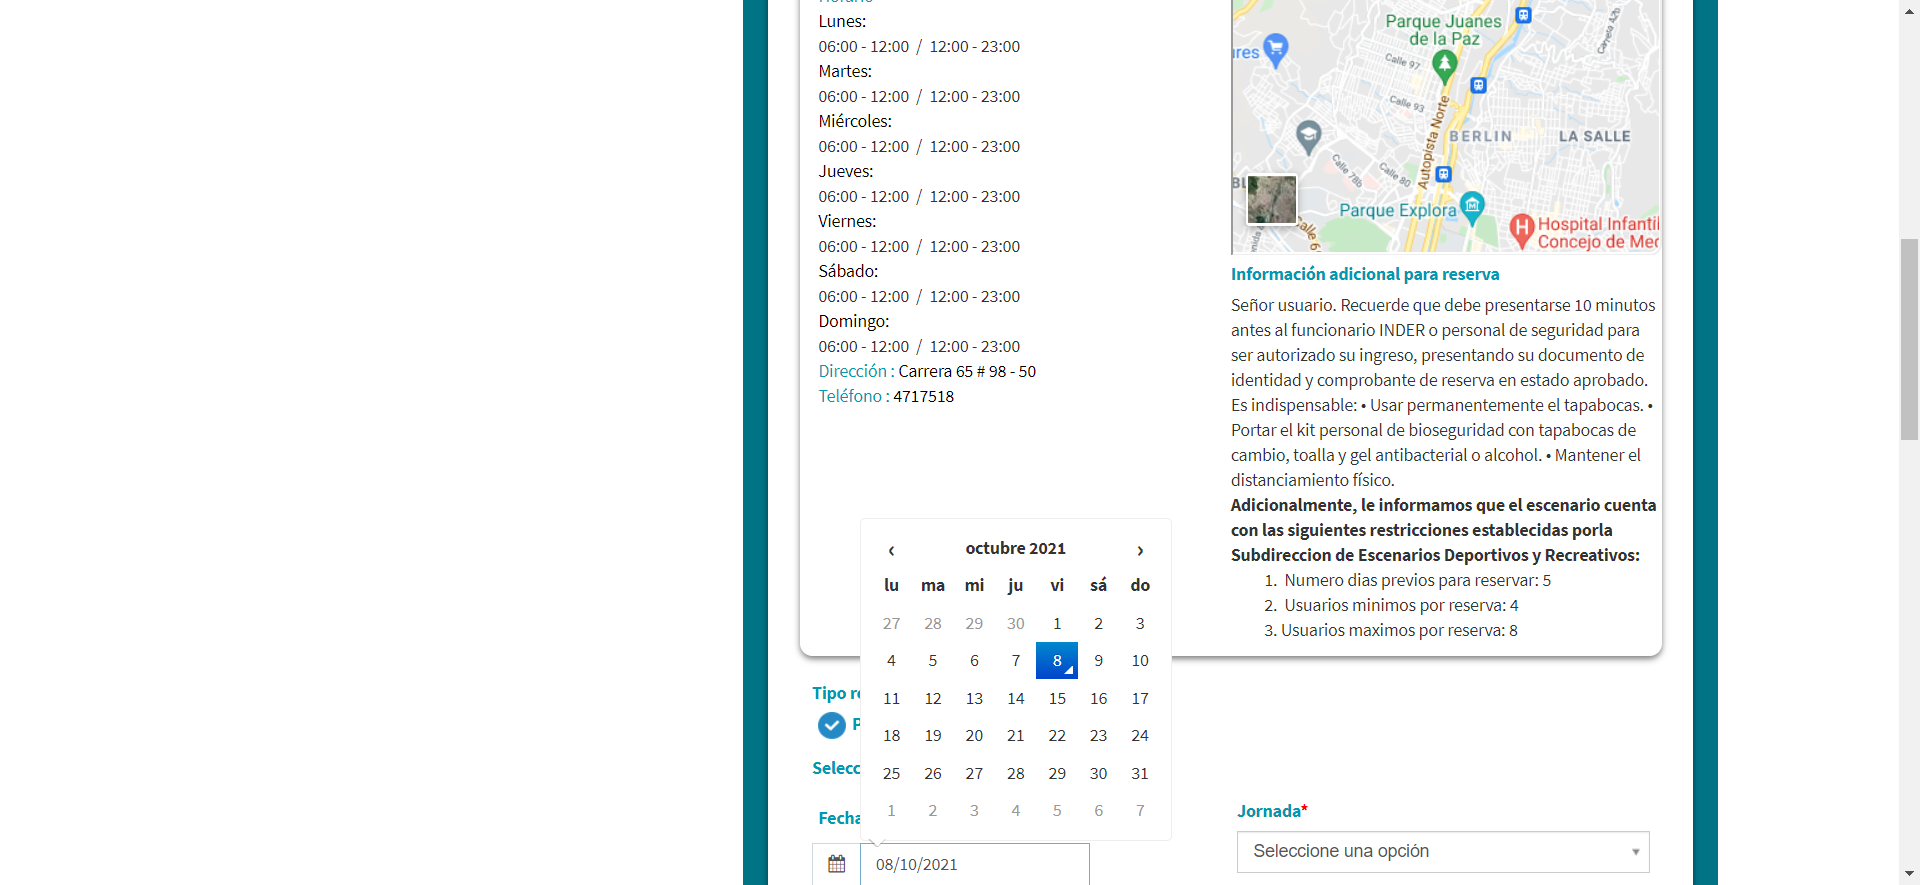 Horario
Lunes:
06:00 - 12:00 / 12:00 - 23:00
Martes:
06:00 - 12:00 / 12:00 - 23:00
Miércoles:
06:00 - 12:00 / 12:00 - 23:00
Jueves:
06:00 - 12:00 / 12:00 - 23:00
Viernes:
06:00 - 12:00 / 12:00 - 23:00
Sábado:
06:00 - 12:00 / 12:00 - 23:00
Domingo:
06:00 - 12:00 / 12:00 - 23:00
Dirección : Carrera 65 # 98 - 50
Teléfono : 4717518
Parque Juanes
de la Paz
Calle 97
Calle 93
Autopista Norte
BERLIN
LA SALLE
Calle 80
Parque Explora
Hospital Infantil
Concejo de Med
Información adicional para reserva
Señor usuario. Recuerde que debe presentarse 10 minutos
antes al funcionario INDER o personal de seguridad para
ser autorizado su ingreso, presentando su documento de
identidad y comprobante de reserva en estado aprobado.
Es indispensable: • Usar permanentemente el tapabocas. •
Portar el kit personal de bioseguridad con tapabocas de
cambio, toalla y gel antibacterial o alcohol. • Mantener el
distanciamiento físico.
Adicionalmente, le informamos que el escenario cuenta
con las siguientes restricciones establecidas porla
Subdireccion de Escenarios Deportivos y Recreativos:
1. Numero dias previos para reservar: 5
2. Usuarios minimos por reserva: 4
3. Usuarios maximos por reserva: 8
‹ octubre 2021 ›
lu ma mi ju vi sá do
27 28 29 30 1 2 3
4 5 6 7 8 9 10
11 12 13 14 15 16 17
18 19 20 21 22 23 24
25 26 27 28 29 30 31
1 2 3 4 5 6 7
Tipo re
P
Selecc
Fecha
08/10/2021
Jornada*
Seleccione una opción